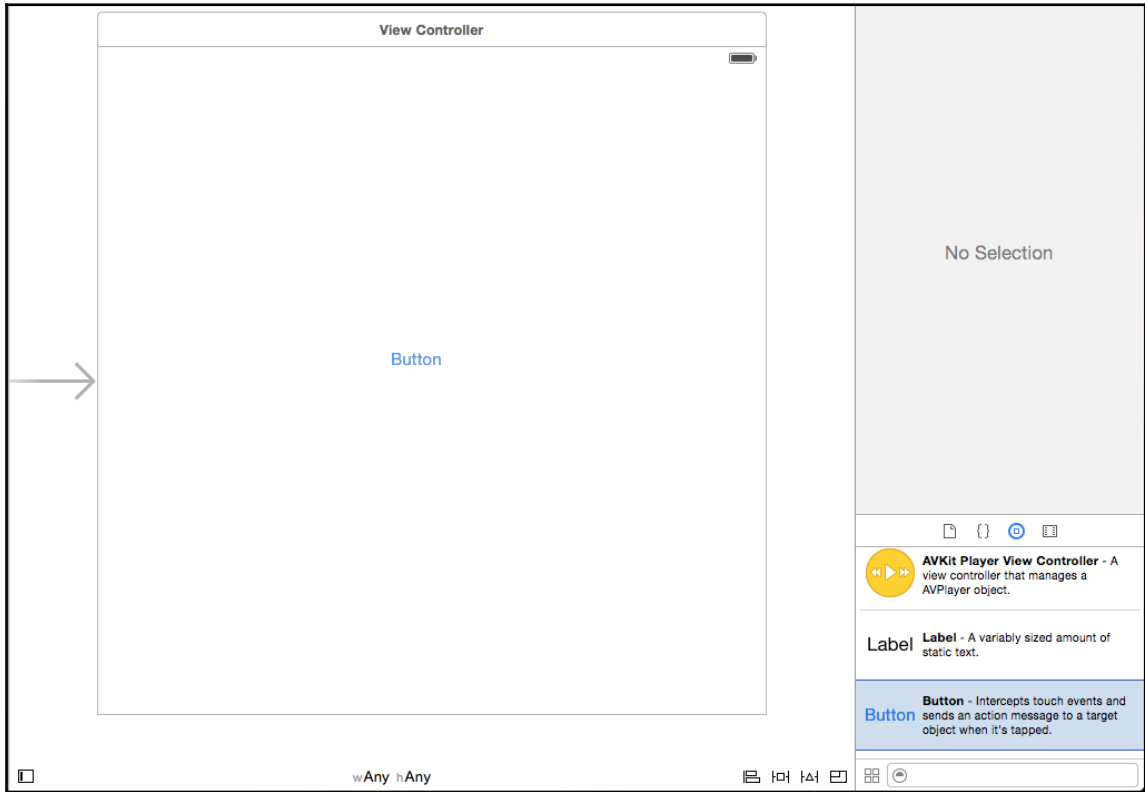 View Controller
Button
No Selection
{}
AVKit Player View Controller - A
view controller that manages a
AVPlayer object.
Label
Label - A variably sized amount of
static text.
Button
Button - Intercepts touch events and
sends an action message to a target
object when it's tapped.
wAny hAny